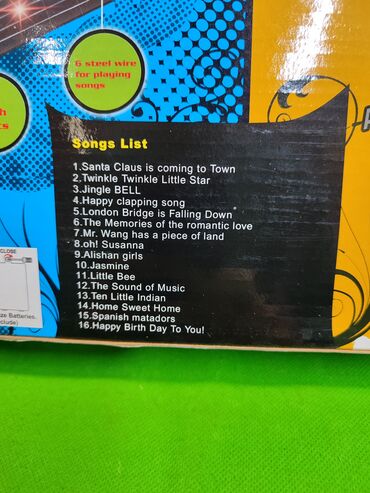 6 steel wire
for playing
songs
Songs List
1.Santa Claus is coming to Town
2.Twinkle Twinkle Little Star
3.Jingle BELL
4.Happy clapping song
5.London Bridge is Falling Down
6.The Memories of the romantic love
7.Mr. Wang has a piece of land
8.oh! Susanna
9.Alishan girls
10.Jasmine
11.Little Bee
12.The Sound of Music
13.Ten Little Indian
14.Home Sweet Home
15.Spanish matadors
16.Happy Birth Day To You!
CLOSE
Batteries.